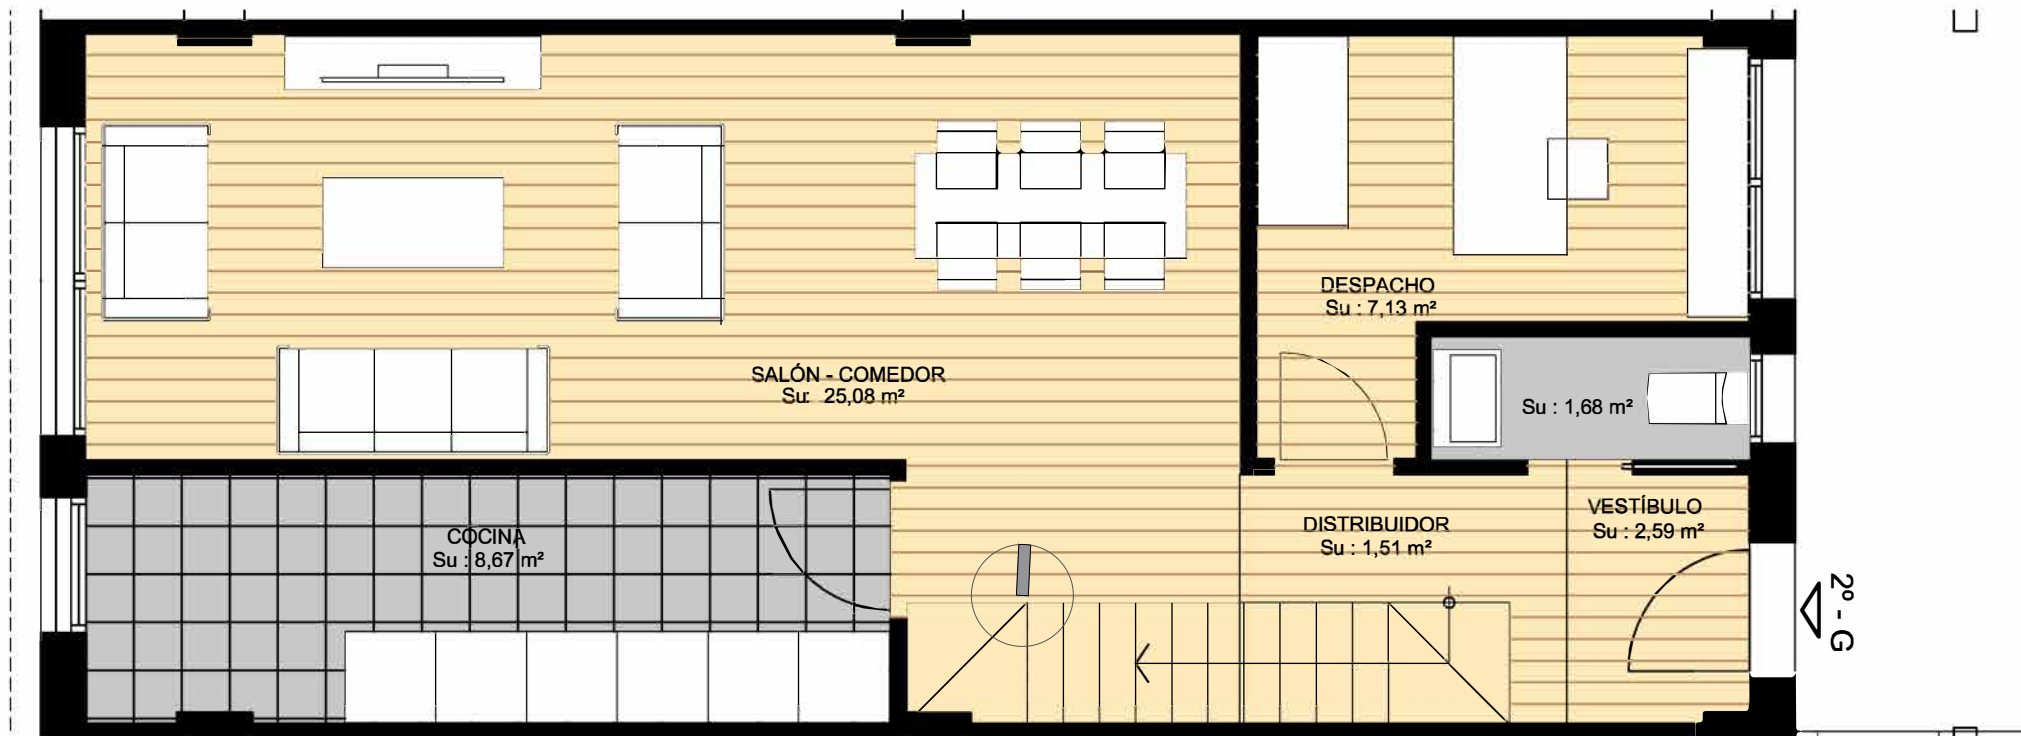 DESPACHO
Su : 7,13 m²
SALÓN - COMEDOR
Su: 25,08 m²
Su : 1,68 m²
COCINA
Su : 8,67 m²
DISTRIBUIDOR
Su : 1,51 m²
VESTÍBULO
Su : 2,59 m²
2º - G